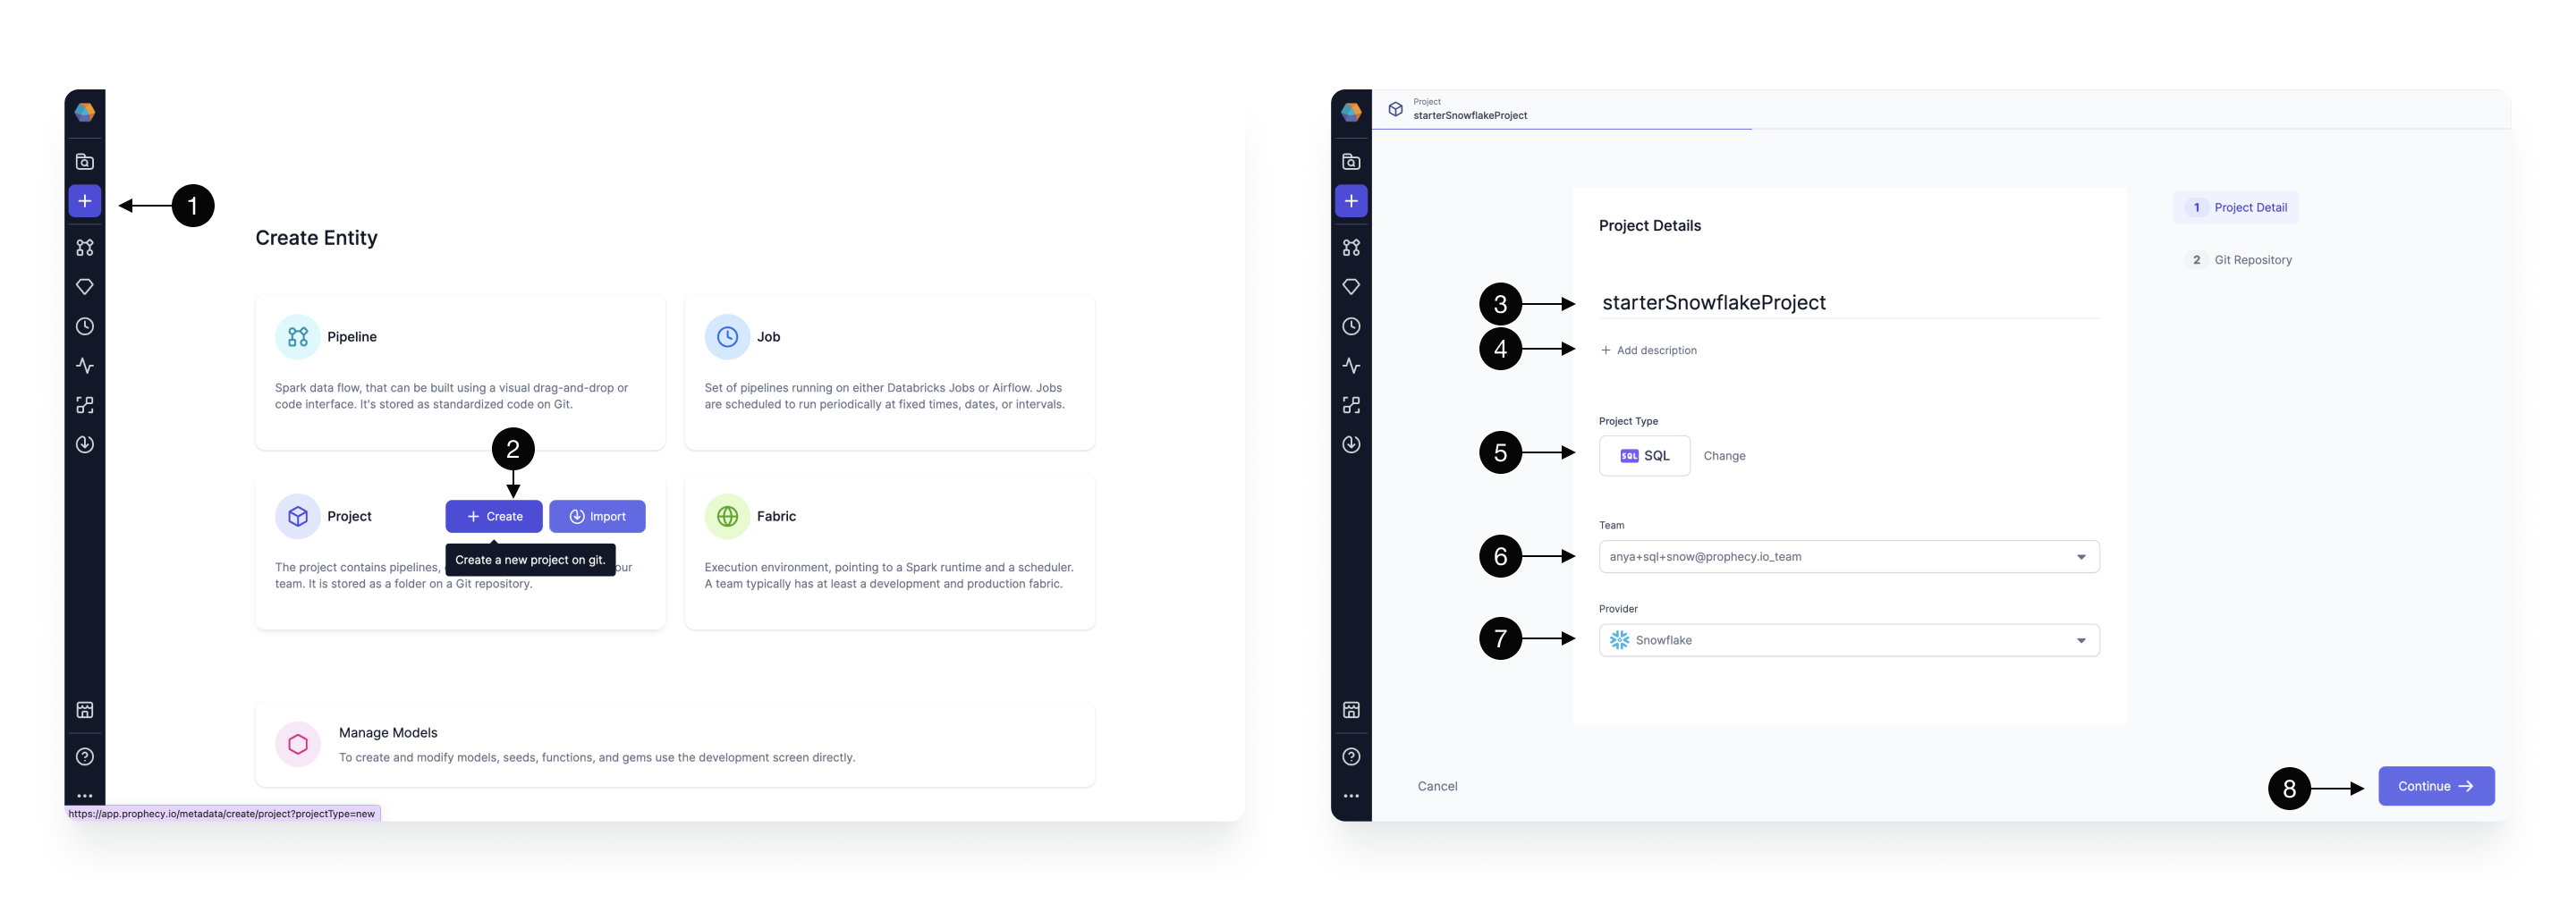 1
Create Entity
Pipeline
Spark data flow, that can be built using a visual drag-and-drop or
code interface. It's stored as standardized code on Git.
Job
Set of pipelines running on either Databricks Jobs or Airflow. Jobs
are scheduled to run periodically at fixed times, dates, or intervals.
2
Project
Create
Import
Create a new project on git.
The project contains pipelines, our
team. It is stored as a folder on a Git repository.
Fabric
Execution environment, pointing to a Spark runtime and a scheduler.
A team typically has at least a development and production fabric.
Manage Models
To create and modify models, seeds, functions, and gems use the development screen directly.
https://app.prophecy.io/metadata/create/project?projectType=new
Project
starterSnowflakeProject
Project Details
3
starterSnowflakeProject
4
+ Add description
Project Type
5
SQL SQL
Change
Team
6
anya+sql+snow@prophecy.io_team
Provider
7
Snowflake
1 Project Detail
2 Git Repository
Cancel
8
Continue